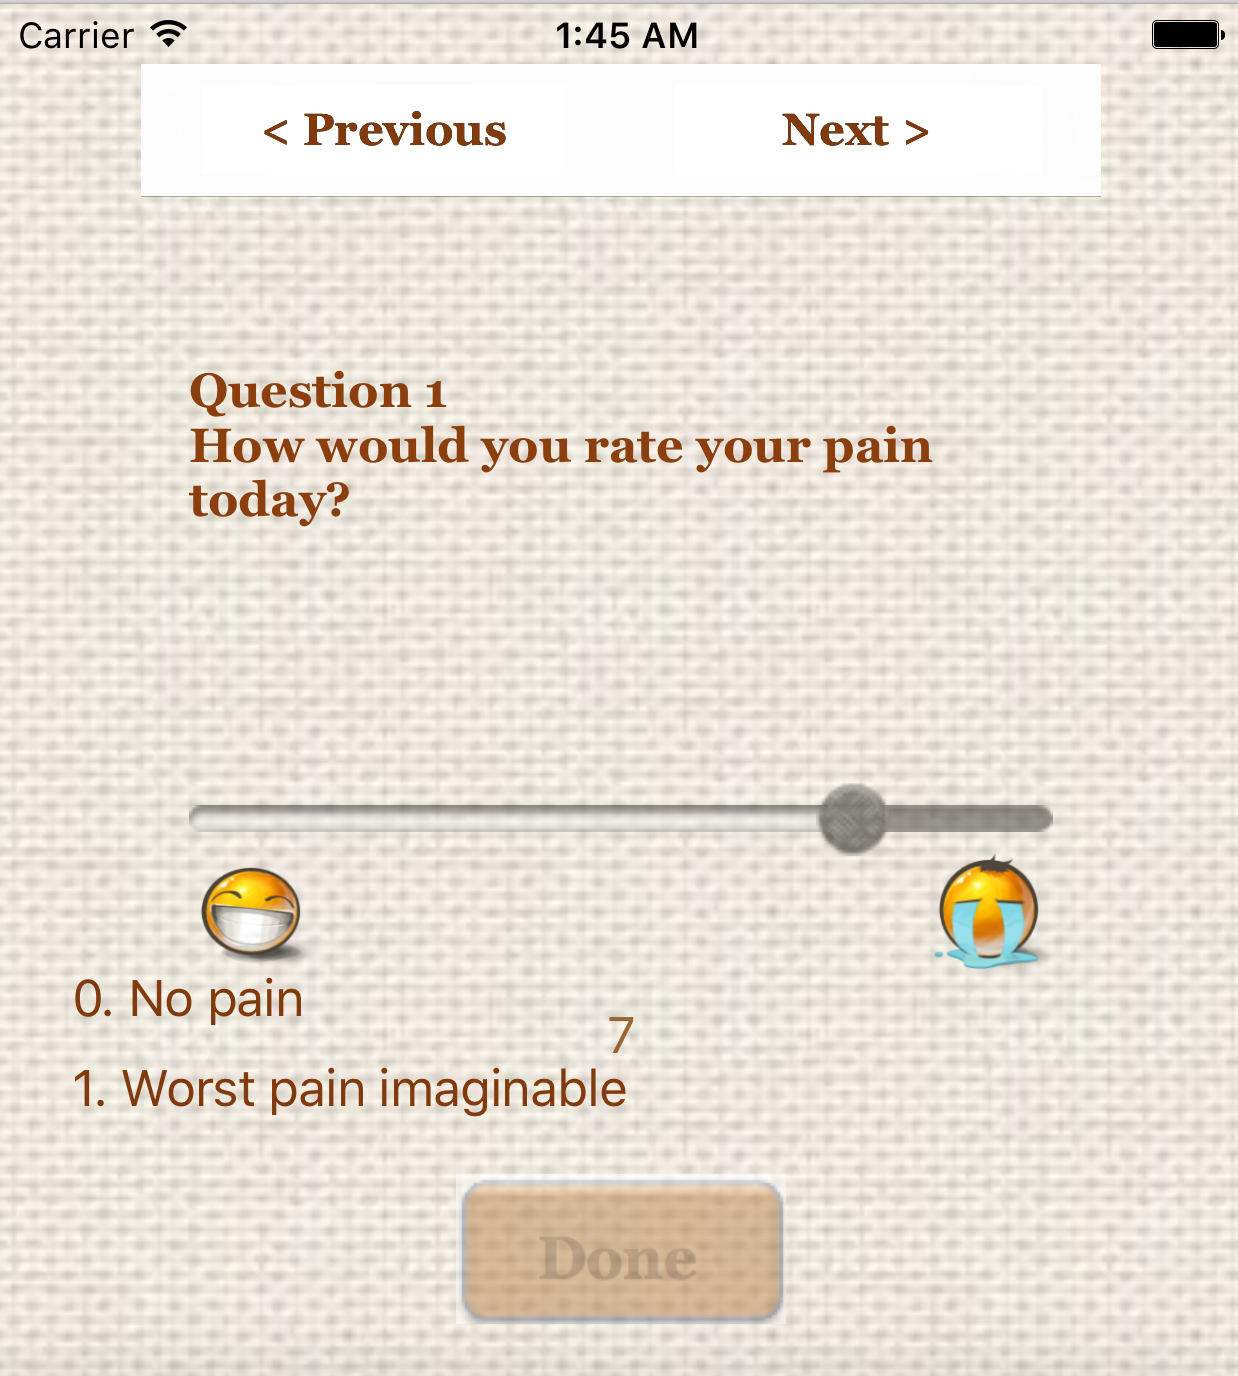 Carrier 1:45 AM
< Previous Next >
Question 1
How would you rate your pain
today?
0. No pain
7
1. Worst pain imaginable
Done